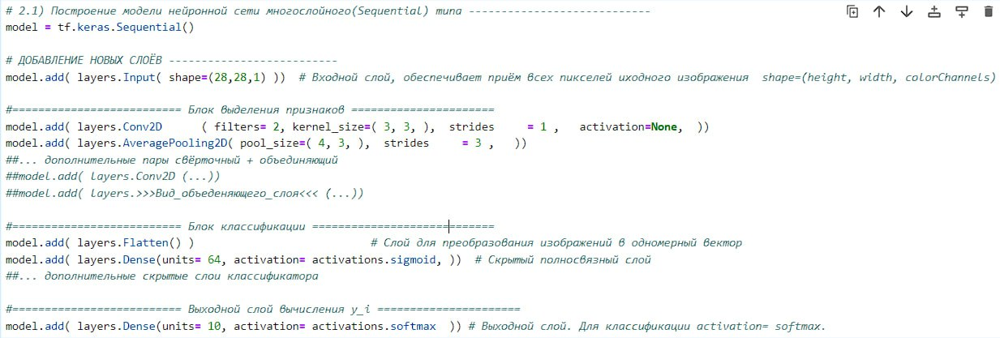 # 2.1) Построение модели нейронной сети многослойного(Sequential) типа ----------------------------
model = tf.keras.Sequential()
# ДОБАВЛЕНИЕ НОВЫХ СЛОЁВ --------------------------
model.add( layers.Input( shape=(28,28,1) ))  # Входной слой, обеспечивает приём всех пикселей иходного изображения  shape=(height, width, colorChannels)
#========================== Блок выделения признаков ======================
model.add( layers.Conv2D      ( filters= 2, kernel_size=( 3, 3, ),  strides     = 1 ,   activation=None,  ))
model.add( layers.AveragePooling2D( pool_size=( 4, 3, ),  strides     = 3 ,   ))
##... дополнительные пары свёрточный + объединяющий
##model.add( layers.Conv2D (...))
##model.add( layers.>>>Вид_объеденяющего_слоя<<< (...))
#========================== Блок классификации ============================
model.add( layers.Flatten() )                           # Слой для преобразования изображений в одномерный вектор
model.add( layers.Dense(units= 64, activation= activations.sigmoid, ))  # Скрытый полносвязный слой
##... дополнительные скрытые слои классификатора
#========================== Выходной слой вычисления y_i ======================
model.add( layers.Dense(units= 10, activation= activations.softmax  )) # Выходной слой. Для классификации activation= softmax.